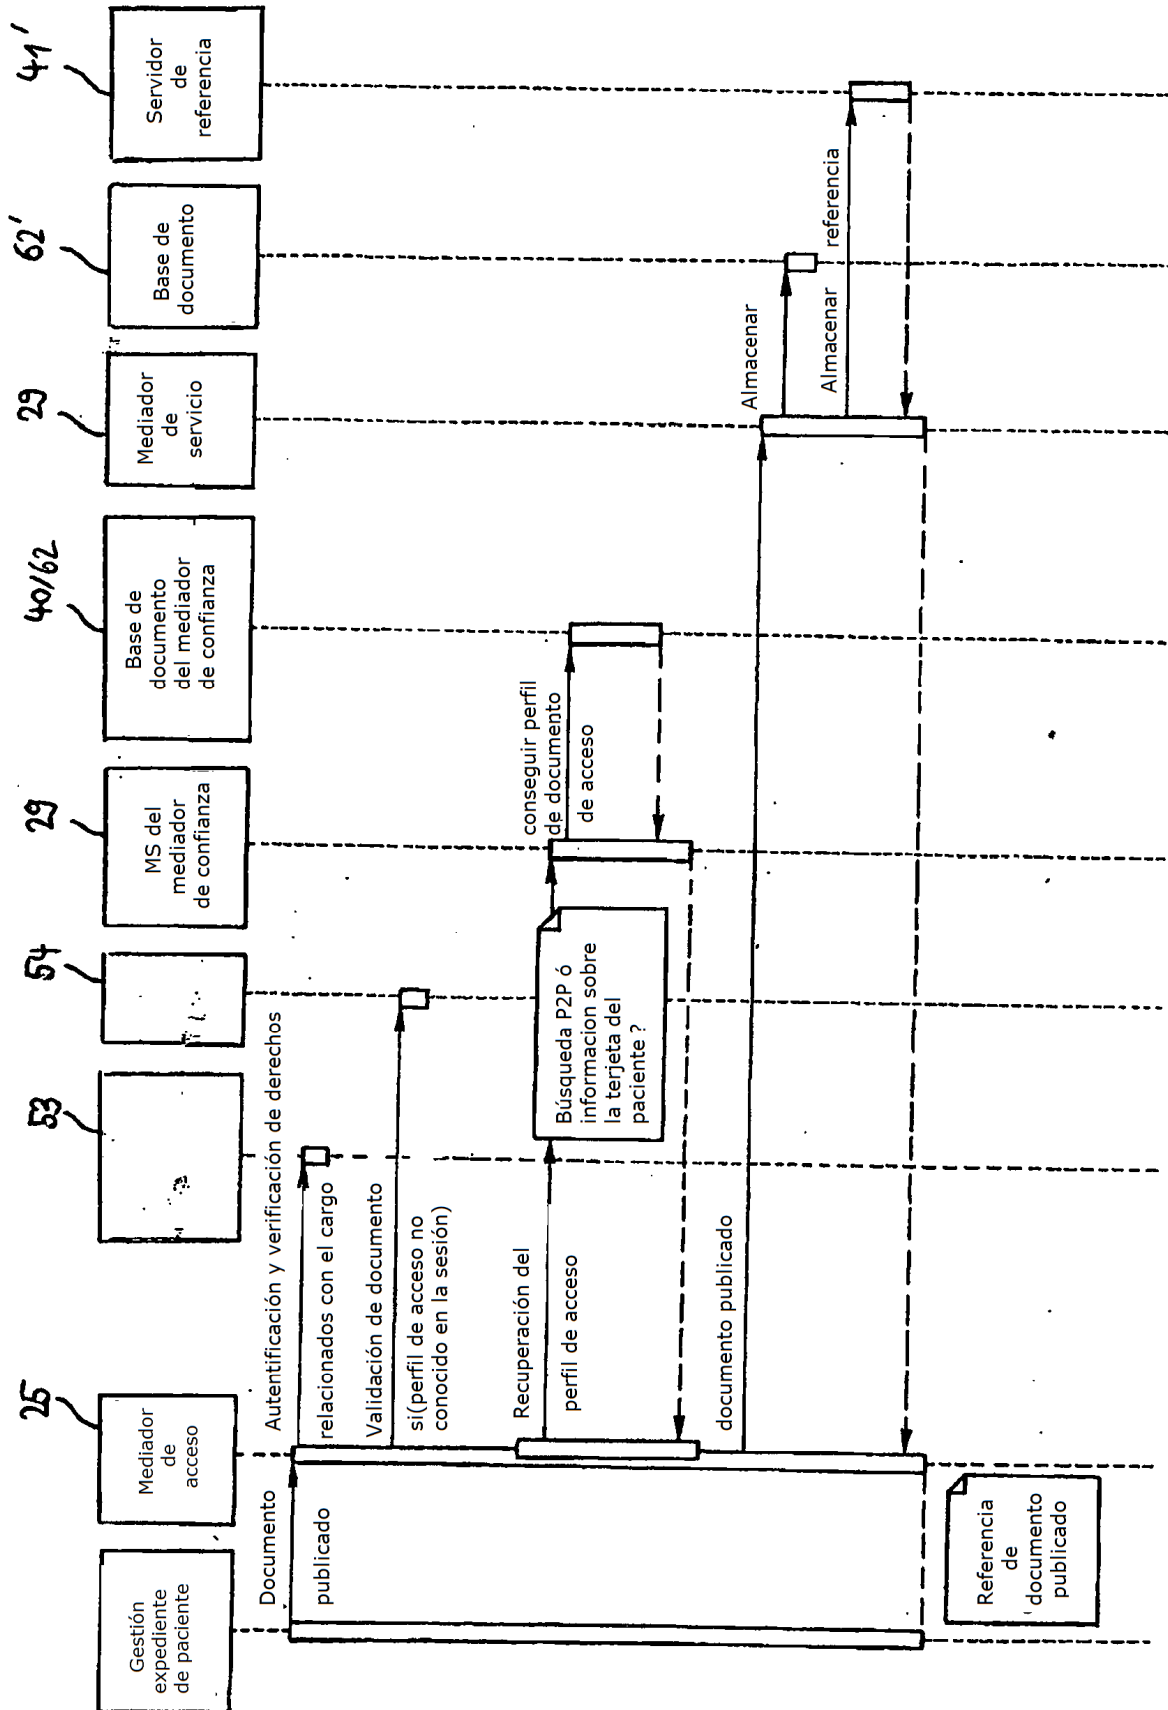 Gestión
expediente
de paciente
25
Mediador
de
acceso
53
54
29
MS del
mediador
de confianza
40/62
Base de
documento
del mediador
de confianza
29
Mediador
de
servicio
62'
Base de
documento
41'
Servidor
de
referencia
Documento
publicado
Autentificación y verificación de derechos
relacionados con el cargo
Validación de documento
si(perfil de acceso no
conocido en la sesión)
Recuperación del
perfil de acceso
Búsqueda P2P ó
informacion sobre
la terjeta del
paciente ?
conseguir perfil
de documento
de acceso
documento publicado
Almacenar
Almacenar referencia
Referencia
de
documento
publicado